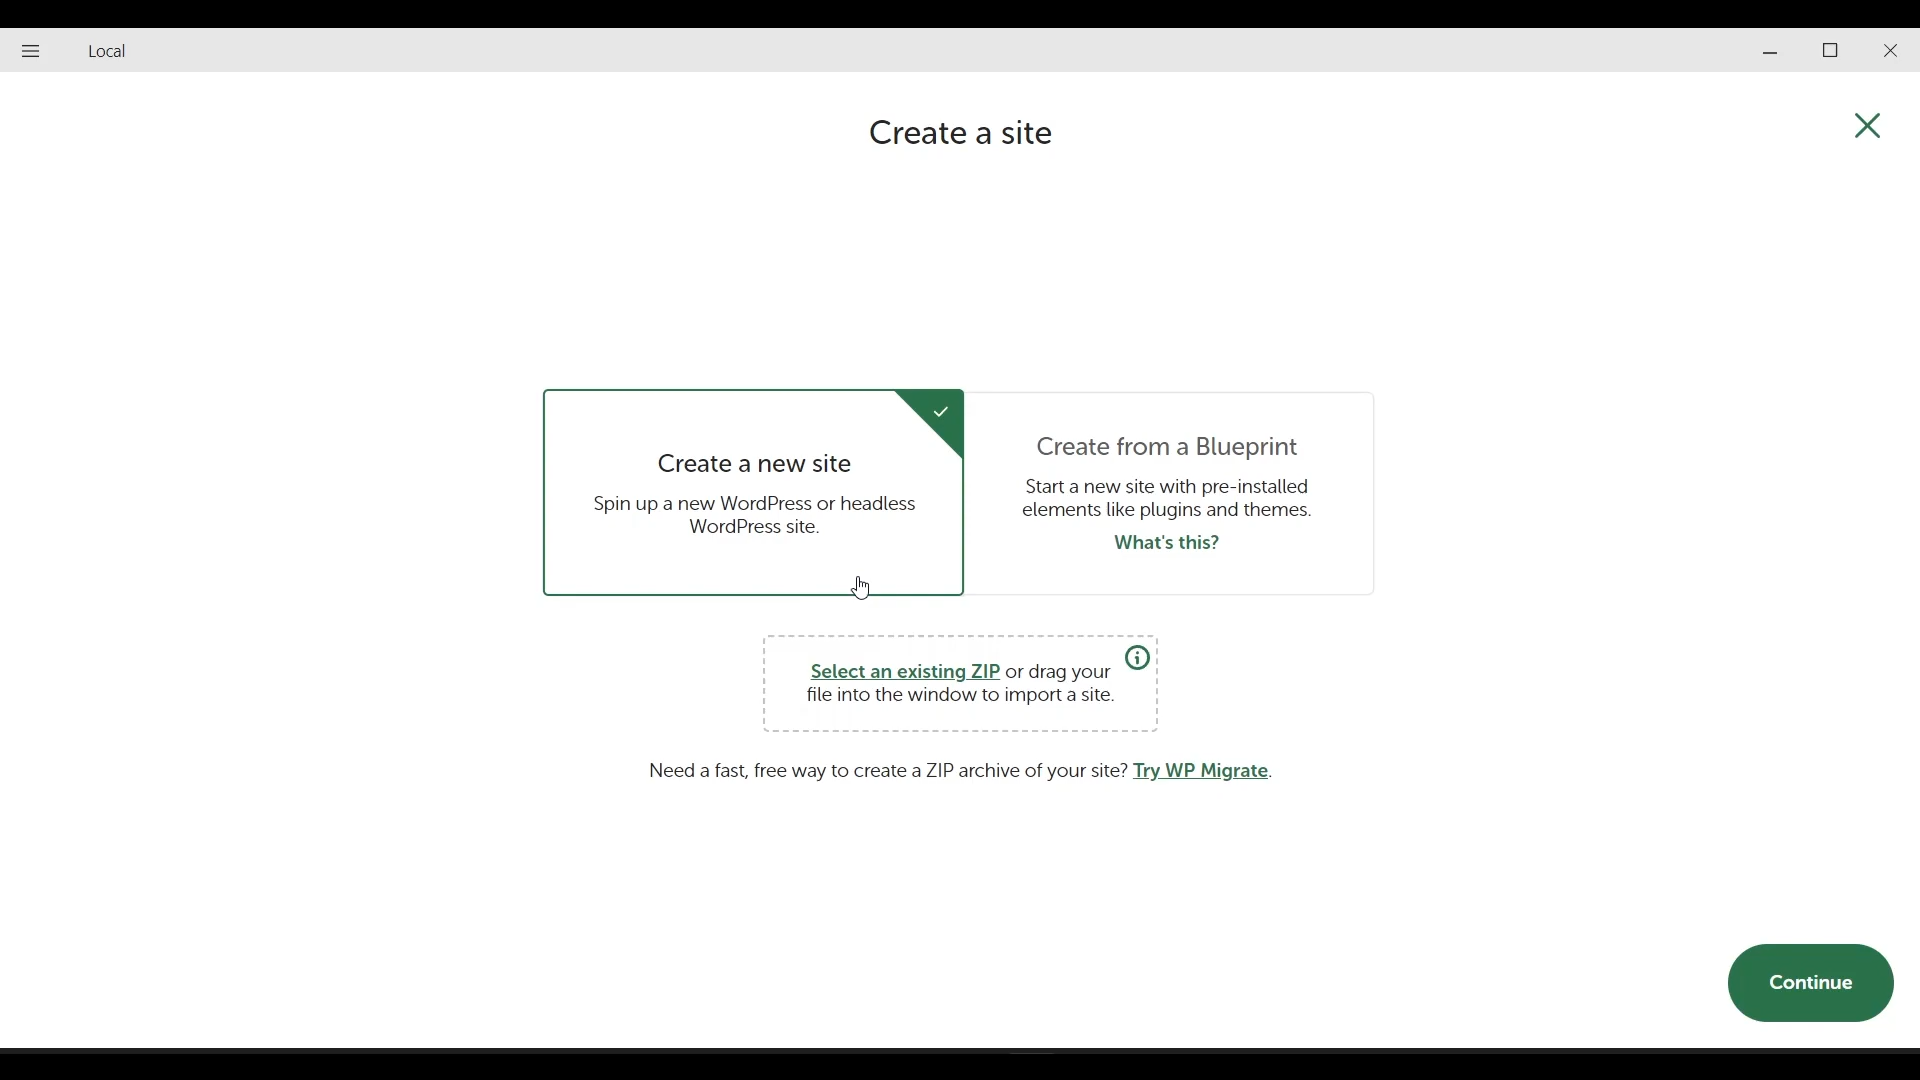 Local
Create a site
Create a new site
Spin up a new WordPress or headless
WordPress site.
Create from a Blueprint
Start a new site with pre-installed
elements like plugins and themes.
What's this?
Select an existing ZIP or drag your
file into the window to import a site.
Need a fast, free way to create a ZIP archive of your site? Try WP Migrate.
Continue